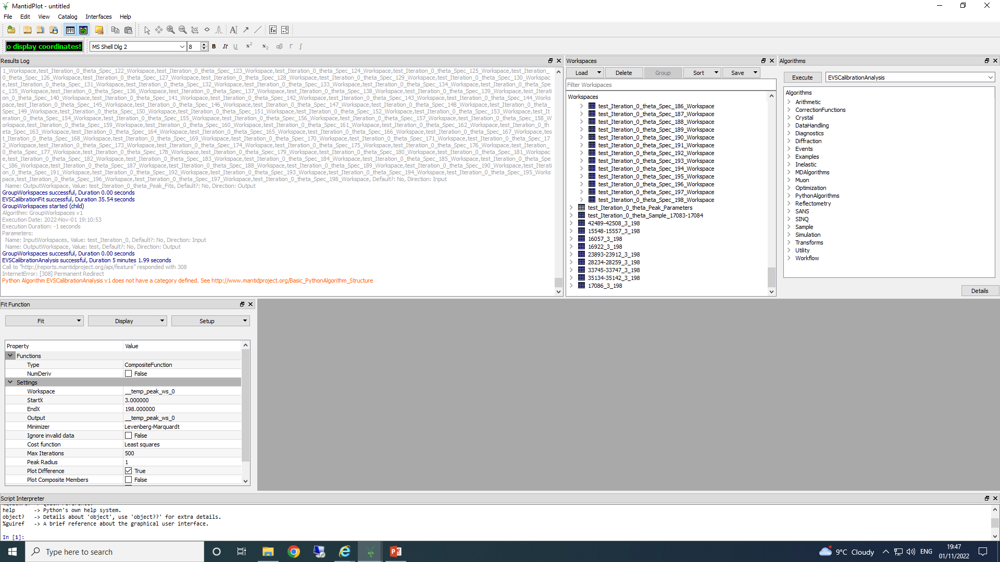 MantidPlot - untitled
File Edit View Catalog Interfaces Help
o display coordinates!
MS Shell Dlg 2
8
B It U x² x₂ αβ Γ ∫
Results Log
1_Workspace,test_Iteration_0_theta_Spec_122_Workspace,test_Iteration_0_theta_Spec_123_Workspace,test_Iteration_0_theta_Spec_124_Workspace,test_Iteration_0_theta_Spec_125_Workspace,test_Iteration_
0_theta_Spec_126_Workspace,test_Iteration_0_theta_Spec_127_Workspace,test_Iteration_0_theta_Spec_128_Workspace,test_Iteration_0_theta_Spec_129_Workspace,test_Iteration_0_theta_Spec_130_Workspac
e,test_Iteration_0_theta_Spec_131_Workspace,test_Iteration_0_theta_Spec_132_Workspace,test_Iteration_0_theta_Spec_133_Workspace,test_Iteration_0_theta_Spec_134_Workspace,test_Iteration_0_theta_Spe
c_135_Workspace,test_Iteration_0_theta_Spec_136_Workspace,test_Iteration_0_theta_Spec_137_Workspace,test_Iteration_0_theta_Spec_138_Workspace,test_Iteration_0_theta_Spec_139_Workspace,test_Iterati
on_0_theta_Spec_140_Workspace,test_Iteration_0_theta_Spec_141_Workspace,test_Iteration_0_theta_Spec_142_Workspace,test_Iteration_0_theta_Spec_143_Workspace,test_Iteration_0_theta_Spec_144_Works
pace,test_Iteration_0_theta_Spec_145_Workspace,test_Iteration_0_theta_Spec_146_Workspace,test_Iteration_0_theta_Spec_147_Workspace,test_Iteration_0_theta_Spec_148_Workspace,test_Iteration_0_theta_
Spec_149_Workspace,test_Iteration_0_theta_Spec_150_Workspace,test_Iteration_0_theta_Spec_151_Workspace,test_Iteration_0_theta_Spec_152_Workspace,test_Iteration_0_theta_Spec_153_Workspace,test_It
eration_0_theta_Spec_154_Workspace,test_Iteration_0_theta_Spec_155_Workspace,test_Iteration_0_theta_Spec_156_Workspace,test_Iteration_0_theta_Spec_157_Workspace,test_Iteration_0_theta_Spec_158_W
orkspace,test_Iteration_0_theta_Spec_159_Workspace,test_Iteration_0_theta_Spec_160_Workspace,test_Iteration_0_theta_Spec_161_Workspace,test_Iteration_0_theta_Spec_162_Workspace,test_Iteration_0_th
eta_Spec_163_Workspace,test_Iteration_0_theta_Spec_164_Workspace,test_Iteration_0_theta_Spec_165_Workspace,test_Iteration_0_theta_Spec_166_Workspace,test_Iteration_0_theta_Spec_167_Workspace,tes
t_Iteration_0_theta_Spec_168_Workspace,test_Iteration_0_theta_Spec_169_Workspace,test_Iteration_0_theta_Spec_170_Workspace,test_Iteration_0_theta_Spec_171_Workspace,test_Iteration_0_theta_Spec_17
2_Workspace,test_Iteration_0_theta_Spec_173_Workspace,test_Iteration_0_theta_Spec_174_Workspace,test_Iteration_0_theta_Spec_175_Workspace,test_Iteration_0_theta_Spec_176_Workspace,test_Iteration_
0_theta_Spec_177_Workspace,test_Iteration_0_theta_Spec_178_Workspace,test_Iteration_0_theta_Spec_179_Workspace,test_Iteration_0_theta_Spec_180_Workspace,test_Iteration_0_theta_Spec_181_Workspac
e,test_Iteration_0_theta_Spec_182_Workspace,test_Iteration_0_theta_Spec_183_Workspace,test_Iteration_0_theta_Spec_184_Workspace,test_Iteration_0_theta_Spec_185_Workspace,test_Iteration_0_theta_Spe
c_186_Workspace,test_Iteration_0_theta_Spec_187_Workspace,test_Iteration_0_theta_Spec_188_Workspace,test_Iteration_0_theta_Spec_189_Workspace,test_Iteration_0_theta_Spec_190_Workspace,test_Iterati
on_0_theta_Spec_191_Workspace,test_Iteration_0_theta_Spec_192_Workspace,test_Iteration_0_theta_Spec_193_Workspace,test_Iteration_0_theta_Spec_194_Workspace,test_Iteration_0_theta_Spec_195_Works
pace,test_Iteration_0_theta_Spec_196_Workspace,test_Iteration_0_theta_Spec_197_Workspace,test_Iteration_0_theta_Spec_198_Workspace, Default?: No, Direction: Input
Name: OutputWorkspace, Value: test_Iteration_0_theta_Peak_Fits, Default?: No, Direction: Output
GroupWorkspaces successful, Duration 0.00 seconds
EVSCalibrationFit successful, Duration 35.54 seconds
GroupWorkspaces started (child)
Algorithm: GroupWorkspaces v1
Execution Date: 2022-Nov-01 19:10:53
Execution Duration: -1 seconds
Parameters:
Name: InputWorkspaces, Value: test_Iteration_0, Default?: No, Direction: Input
Name: OutputWorkspace, Value: test, Default?: No, Direction: Output
GroupWorkspaces successful, Duration 0.00 seconds
EVSCalibrationAnalysis successful, Duration 5 minutes 1.99 seconds
Call to "http://reports.mantidproject.org/api/feature" responded with 308
InternetError: [308] Permanent Redirect
Python Algorithm EVSCalibrationAnalysis v1 does not have a category defined. See http://www.mantidproject.org/Basic_PythonAlgorithm_Structure
Workspaces
Load Delete Group Sort Save
Filter Workspaces
Workspaces
test_Iteration_0_theta_Spec_186_Workspace
test_Iteration_0_theta_Spec_187_Workspace
test_Iteration_0_theta_Spec_188_Workspace
test_Iteration_0_theta_Spec_189_Workspace
test_Iteration_0_theta_Spec_190_Workspace
test_Iteration_0_theta_Spec_191_Workspace
test_Iteration_0_theta_Spec_192_Workspace
test_Iteration_0_theta_Spec_193_Workspace
test_Iteration_0_theta_Spec_194_Workspace
test_Iteration_0_theta_Spec_195_Workspace
test_Iteration_0_theta_Spec_196_Workspace
test_Iteration_0_theta_Spec_197_Workspace
test_Iteration_0_theta_Spec_198_Workspace
test_Iteration_0_theta_Peak_Parameters
test_Iteration_0_theta_Sample_17083-17084
42489-42508_3_198
15548-15557_3_198
16057_3_198
16922_3_198
23893-23912_3_198
28234-28259_3_198
33745-33747_3_198
35134-35142_3_198
17086_3_198
Algorithms
Execute EVSCalibrationAnalysis
Algorithms
Arithmetic
CorrectionFunctions
Crystal
DataHandling
Diagnostics
Diffraction
Events
Examples
Inelastic
MDAlgorithms
Muon
Optimization
PythonAlgorithms
Reflectometry
SANS
SINQ
Sample
Simulation
Transforms
Utility
Workflow
Details
Fit Function
Fit Display Setup
Property Value
Functions
Type CompositeFunction
NumDeriv False
Settings
Workspace __temp_peak_ws_0
StartX 3.000000
EndX 198.000000
Output __temp_peak_ws_0
Minimizer Levenberg-Marquardt
Ignore invalid data False
Cost function Least squares
Max Iterations 500
Peak Radius 1
Plot Difference True
Plot Composite Members False
Script Interpreter
help -> Python's own help system.
object? -> Details about 'object', use 'object??' for extra details.
%guiref -> A brief reference about the graphical user interface.
In [1]:
Type here to search
9°C Cloudy
ENG
19:47
01/11/2022